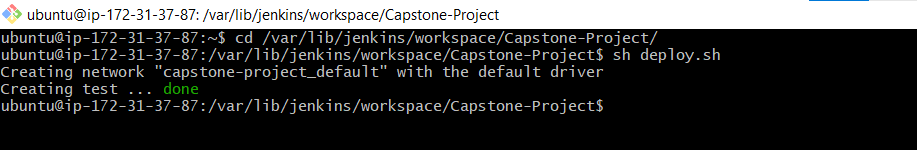 ubuntu@ip-172-31-37-87: /var/lib/jenkins/workspace/Capstone-Project
ubuntu@ip-172-31-37-87:~$ cd /var/lib/jenkins/workspace/Capstone-Project/
ubuntu@ip-172-31-37-87:/var/lib/jenkins/workspace/Capstone-Project$ sh deploy.sh
Creating network "capstone-project_default" with the default driver
Creating test ... done
ubuntu@ip-172-31-37-87:/var/lib/jenkins/workspace/Capstone-Project$